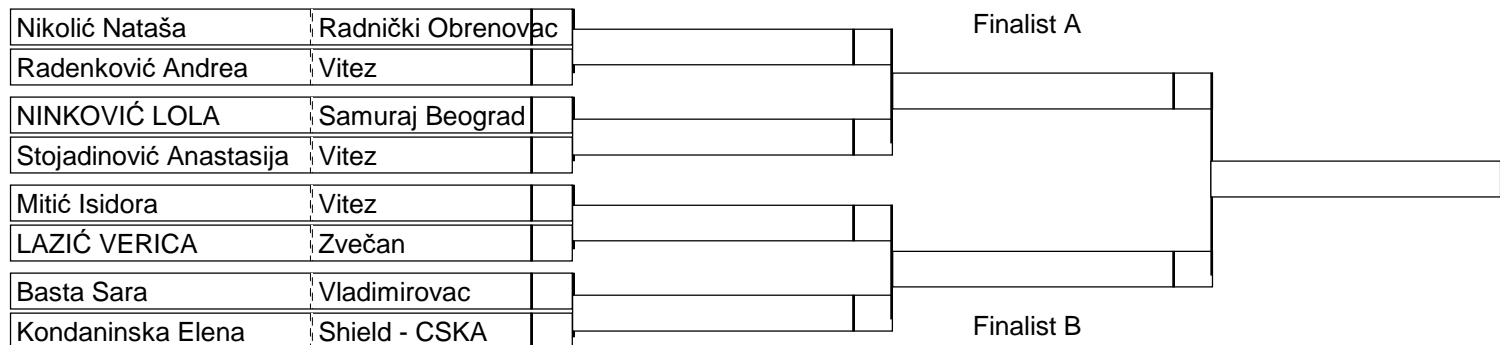 Nikolić Nataša Radnički Obrenovac Finalist A
Radenković Andrea Vitez
NINKOVIĆ LOLA Samuraj Beograd
Stojadinović Anastasija Vitez
Mitić Isidora Vitez
LAZIĆ VERICA Zvečan
Basta Sara Vladimirovac
Kondaninska Elena Shield - CSKA Finalist B